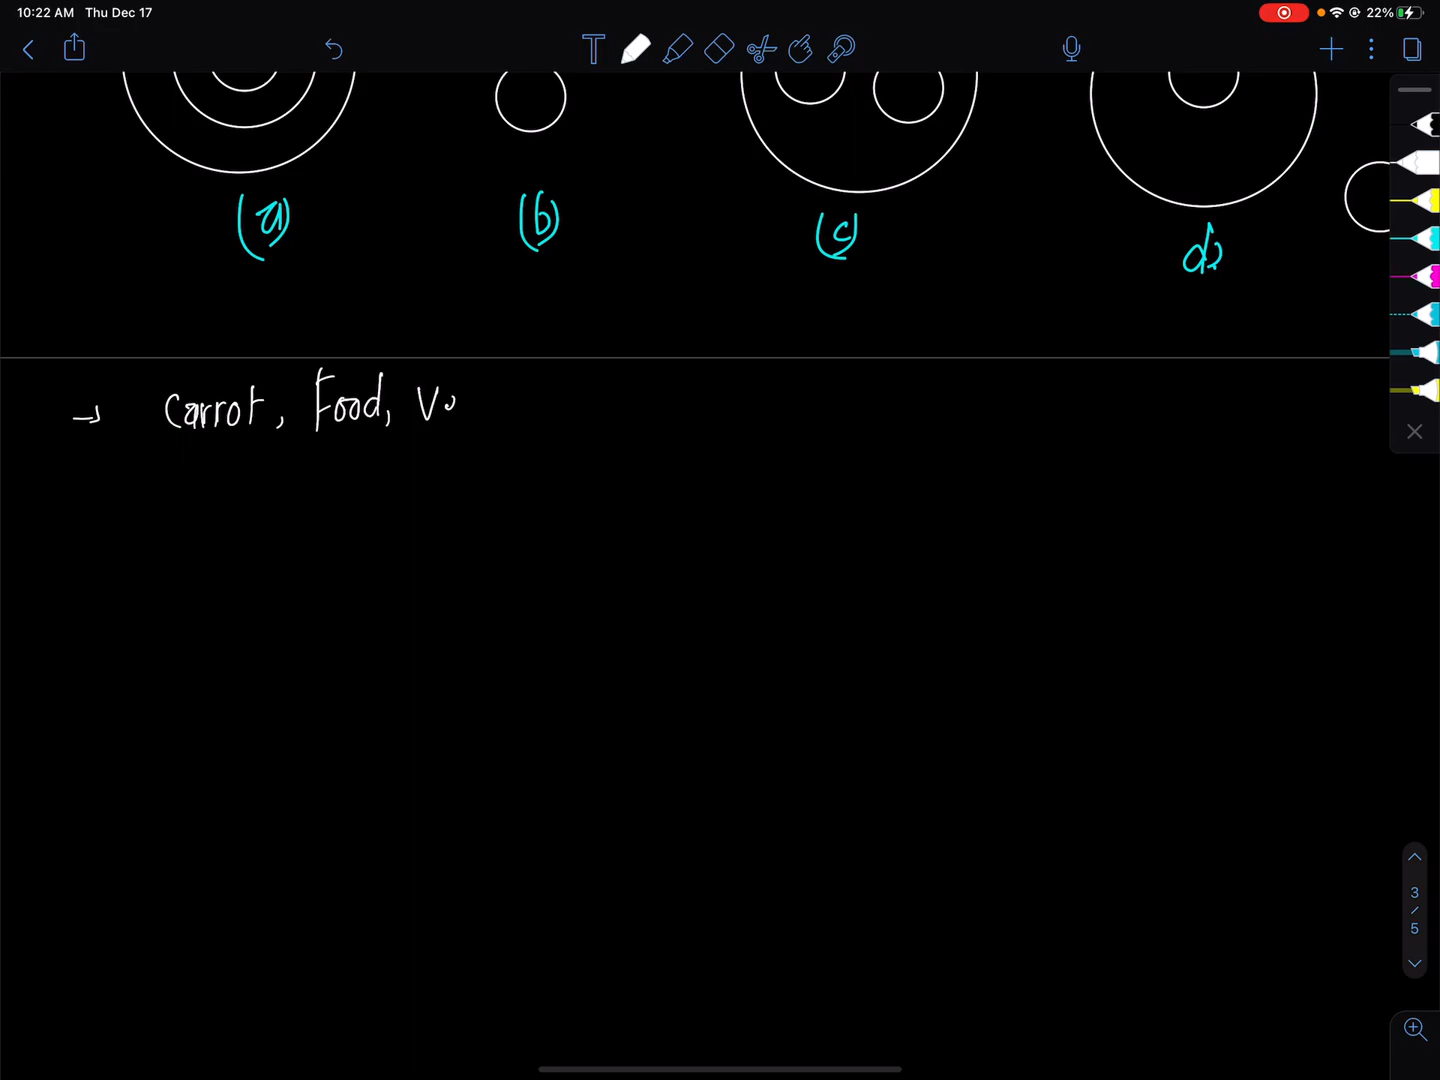 10:22 AM Thu Dec 17
22%
T
(a)
(b)
(c)
→ Carrot, Food,
3
/
5